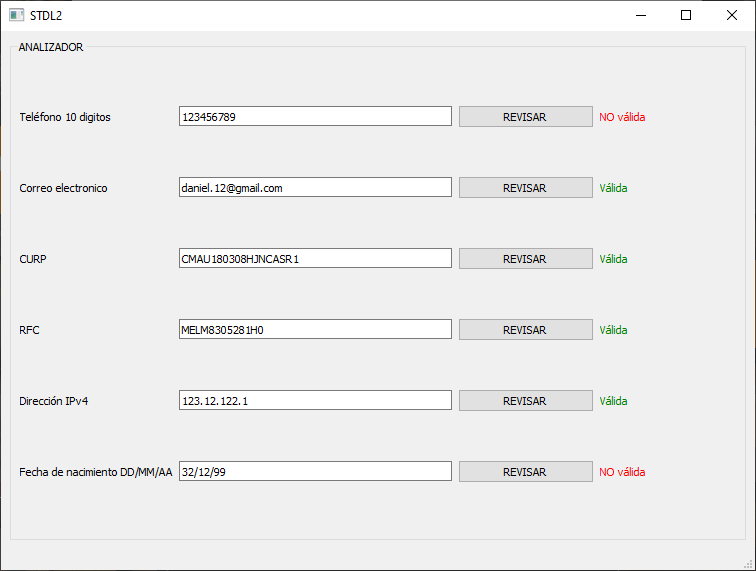 STDL2
ANALIZADOR
Teléfono 10 digitos 123456789 REVISAR NO válida
Correo electronico daniel.12@gmail.com REVISAR Válida
CURP CMAU180308HJNCASR1 REVISAR Válida
RFC MELM8305281H0 REVISAR Válida
Dirección IPv4 123.12.122.1 REVISAR Válida
Fecha de nacimiento DD/MM/AA 32/12/99 REVISAR NO válida